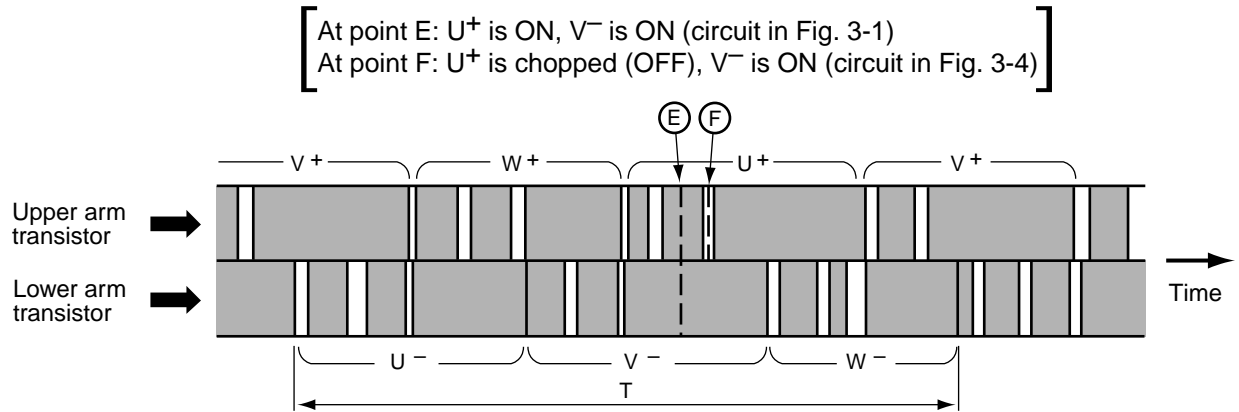 At point E: U+ is ON, V− is ON (circuit in Fig. 3-1)
At point F: U+ is chopped (OFF), V− is ON (circuit in Fig. 3-4)
E F
V+ W+ U+ V+
Upper arm
transistor
Lower arm
transistor
Time
U− V− W−
T